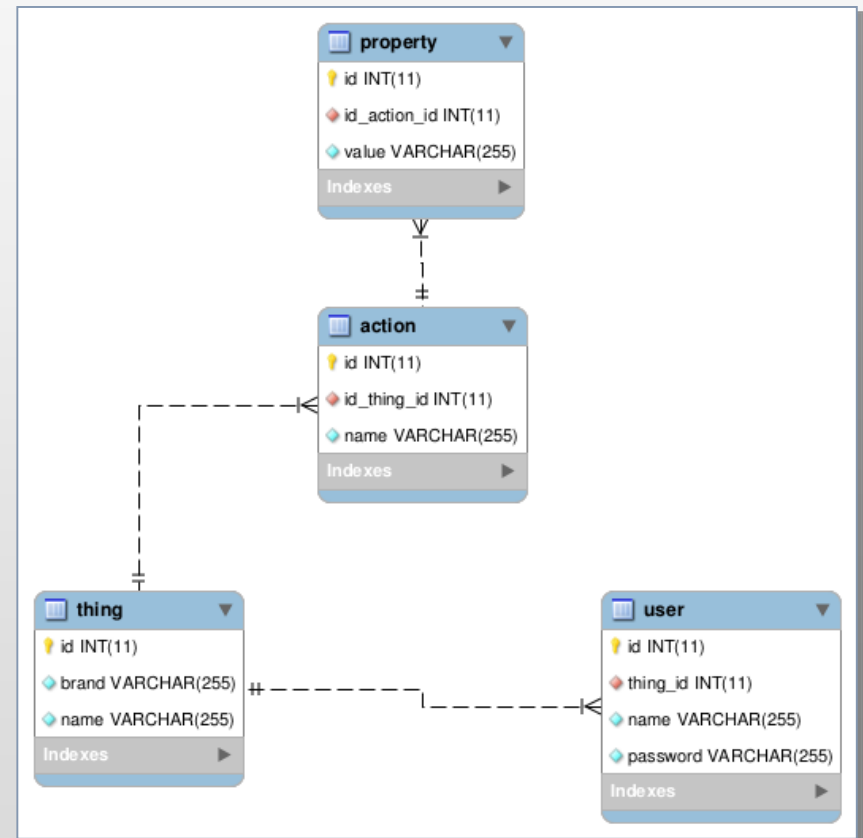 property
id INT(11)
id_action_id INT(11)
value VARCHAR(255)
Indexes
action
id INT(11)
id_thing_id INT(11)
name VARCHAR(255)
Indexes
thing
id INT(11)
brand VARCHAR(255)
name VARCHAR(255)
Indexes
user
id INT(11)
thing_id INT(11)
name VARCHAR(255)
password VARCHAR(255)
Indexes